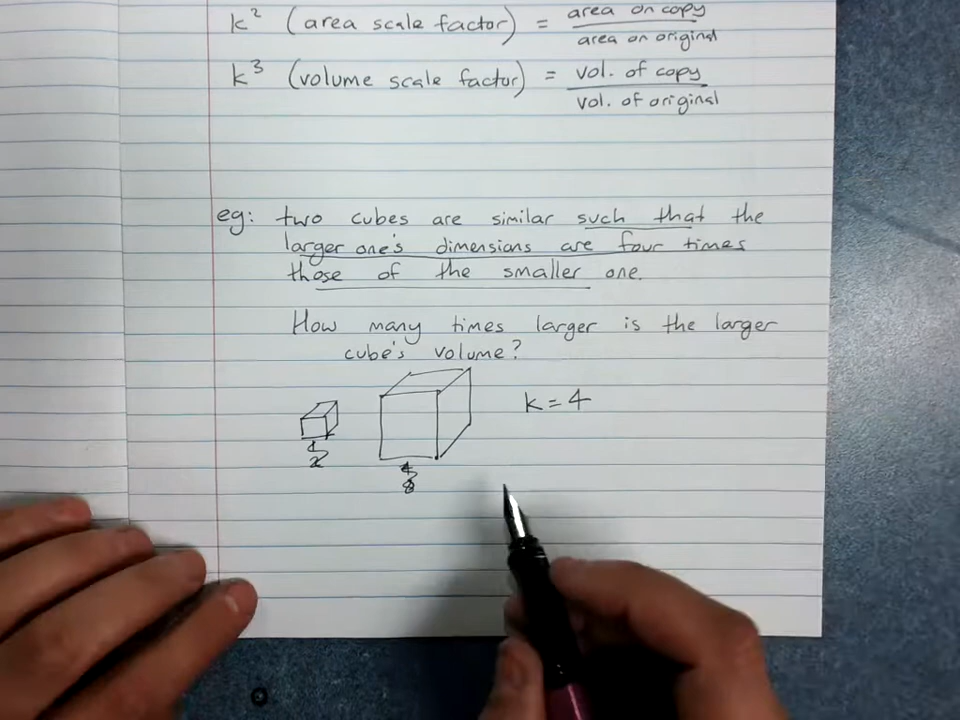 k² (area scale factor) = area on copy / area on original
k³ (volume scale factor) = vol. of copy / vol. of original
eg: two cubes are similar such that the
larger one's dimensions are four times
those of the smaller one.
How many times larger is the larger
cube's volume?
k = 4
2
8